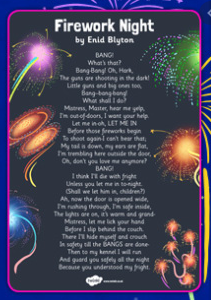 Firework Night
by Enid Blyton
BANG!
What's that?
Bang-Bang! Oh, Hark,
The guns are shooting in the dark!
Little guns and big ones too,
Bang-bang-bang!
What shall I do?
Mistress, Master, hear me yelp,
I'm out-of-doors, I want your help.
Let me in-oh, LET ME IN
Before those fireworks begin
To shoot again-I can't bear that;
My tail is down, my ears are flat,
I'm trembling here outside the door,
Oh, don't you love me anymore?
BANG!
I think I'll die with fright
Unless you let me in to-night.
(Shall we let him in, children?)
Ah, now the door is opened wide,
I'm rushing through, I'm safe inside,
The lights are on, it's warm and grand-
Mistress, let me lick your hand
Before I slip behind the couch.
There I'll hide myself and crouch
In safety till the BANGS are done-
Then to my kennel I will run
And guard you safely all the night
Because you understood my fright.
twinkl